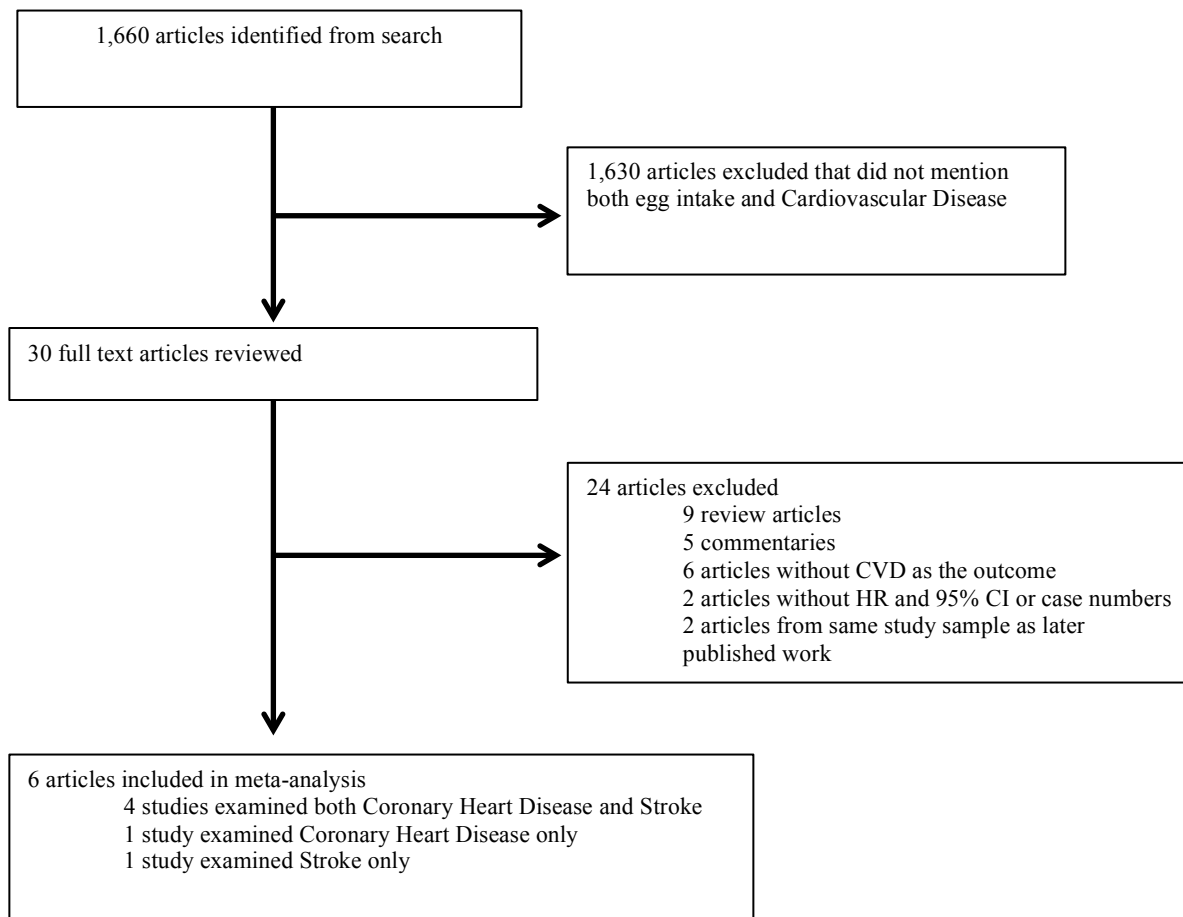 1,660 articles identified from search
1,630 articles excluded that did not mention
both egg intake and Cardiovascular Disease
30 full text articles reviewed
24 articles excluded
9 review articles
5 commentaries
6 articles without CVD as the outcome
2 articles without HR and 95% CI or case numbers
2 articles from same study sample as later
published work
6 articles included in meta-analysis
4 studies examined both Coronary Heart Disease and Stroke
1 study examined Coronary Heart Disease only
1 study examined Stroke only